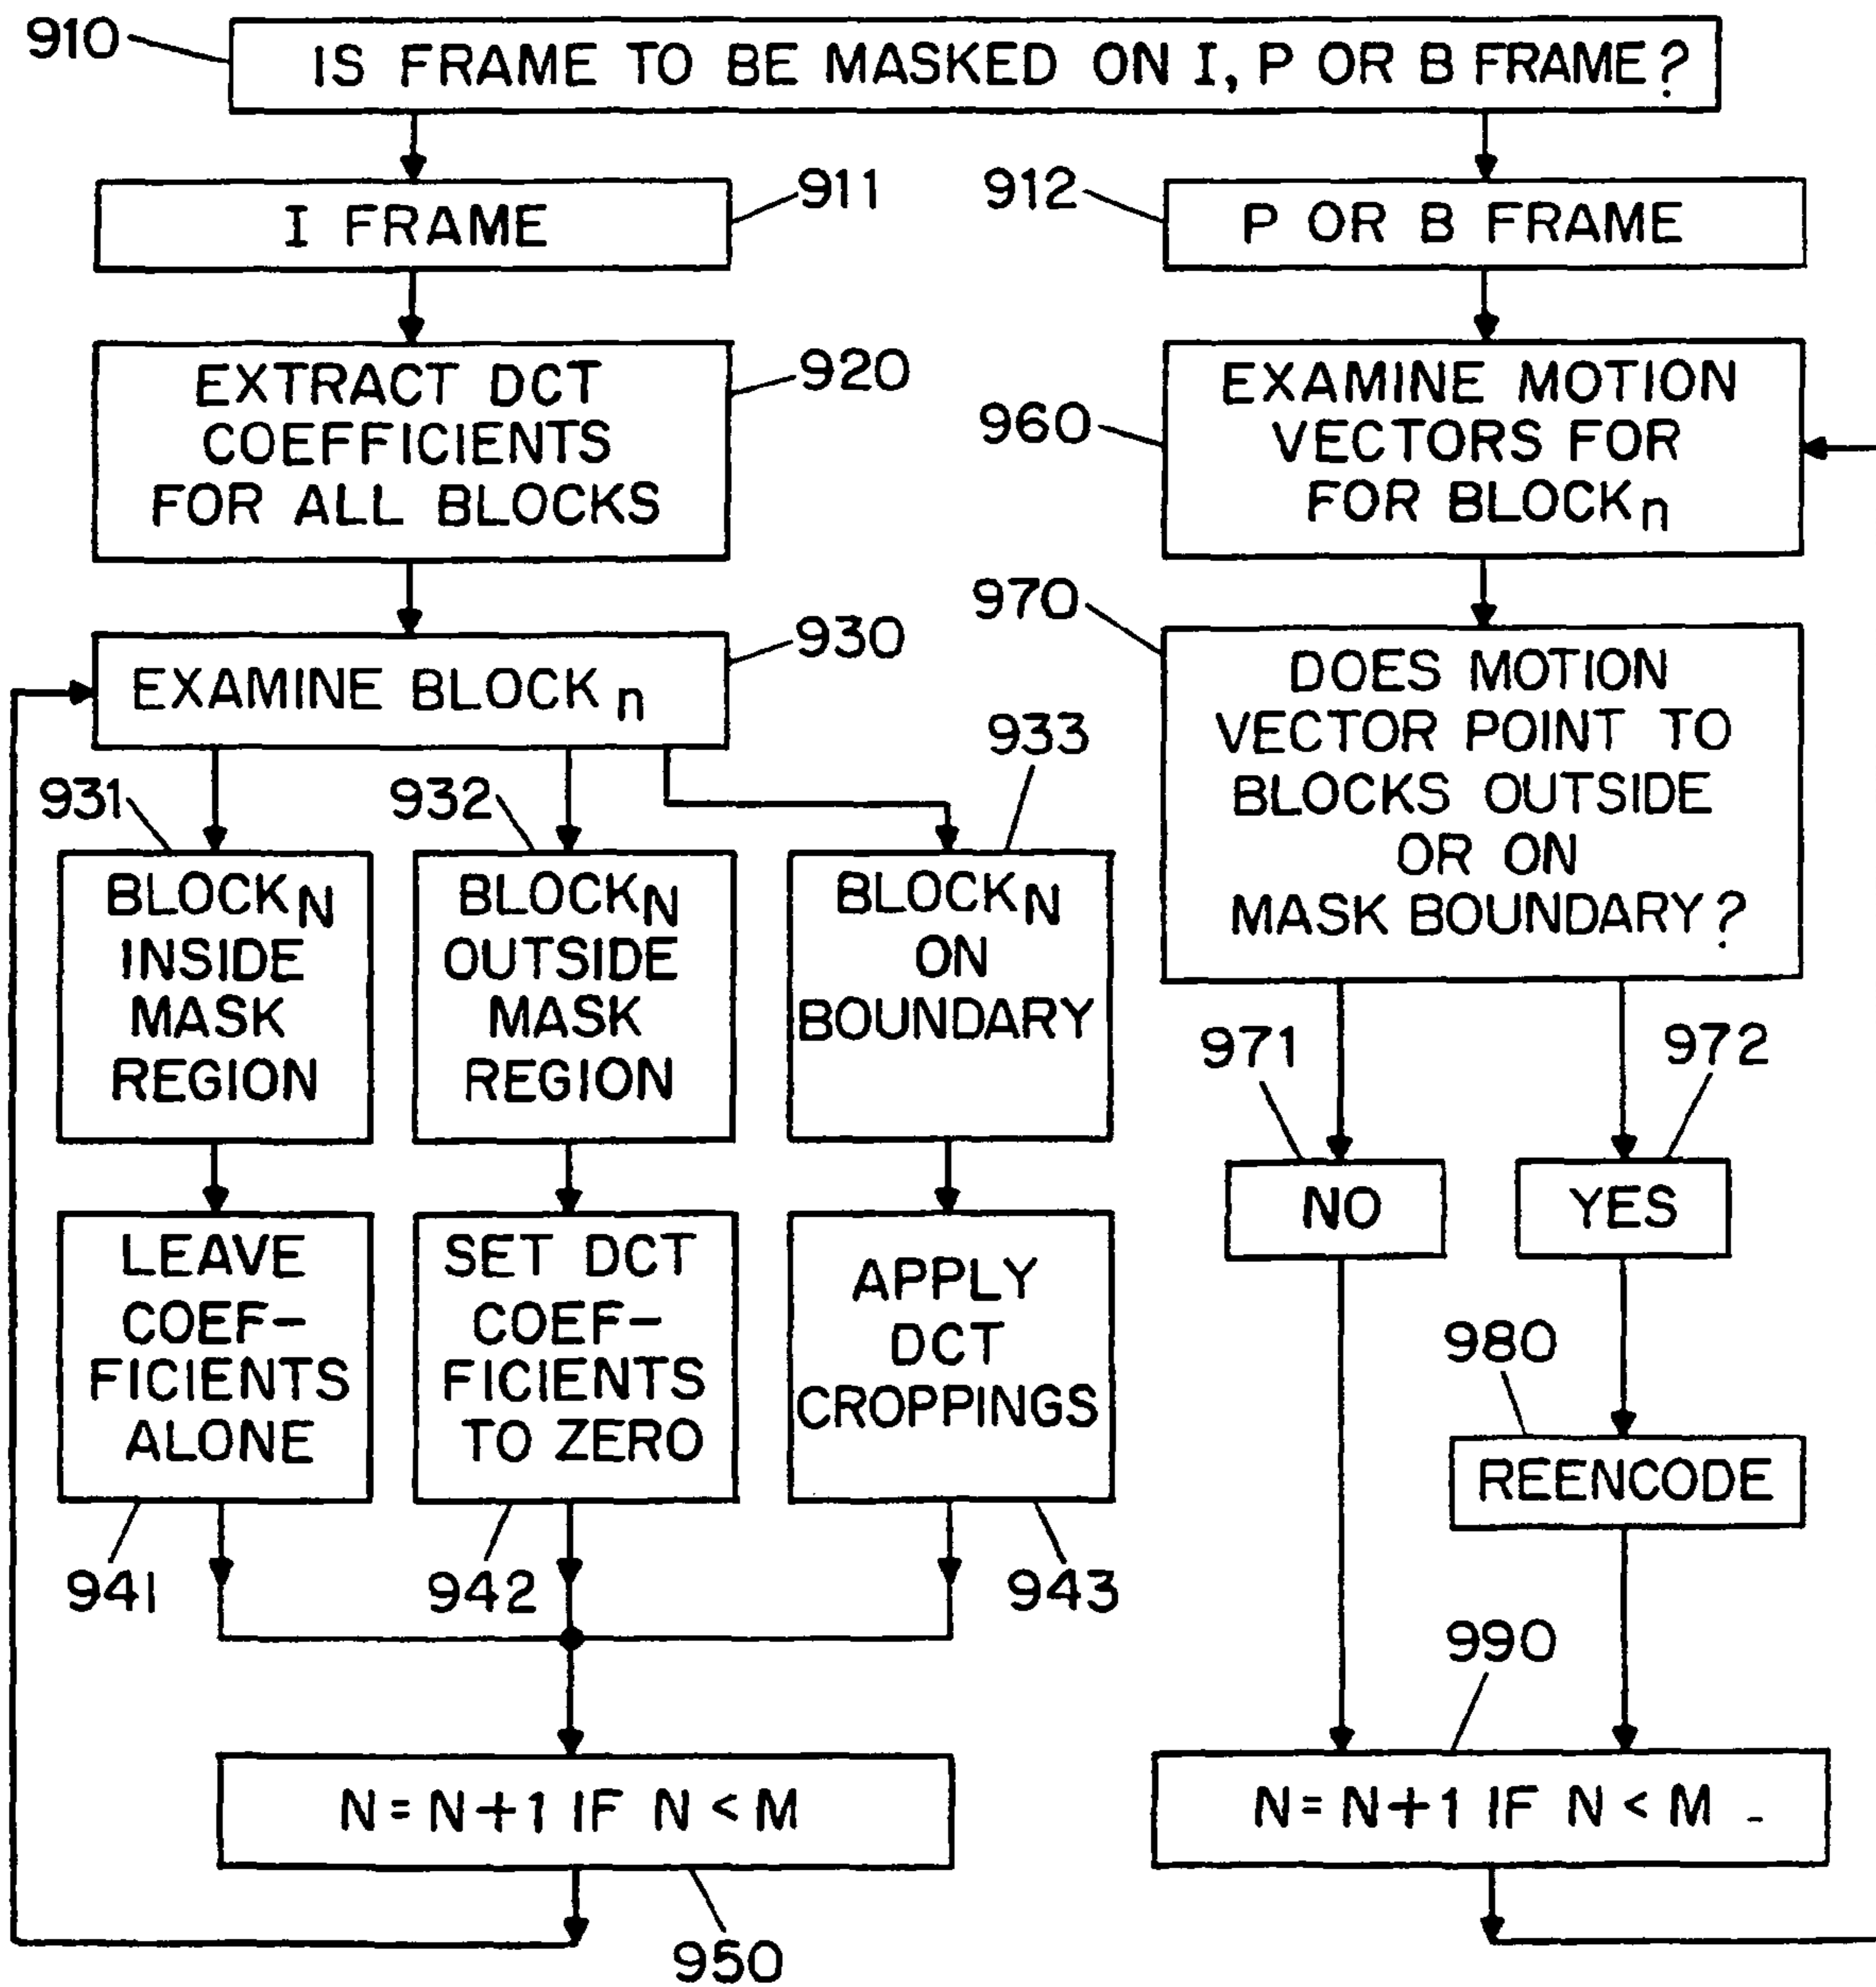 910
IS FRAME TO BE MASKED ON I, P OR B FRAME?
I FRAME
911
912
P OR B FRAME
EXTRACT DCT
COEFFICIENTS
FOR ALL BLOCKS
920
960
EXAMINE MOTION
VECTORS FOR
FOR BLOCKn
EXAMINE BLOCK n
930
970
DOES MOTION
VECTOR POINT TO
BLOCKS OUTSIDE
OR ON
MASK BOUNDARY?
931
BLOCKN
INSIDE
MASK
REGION
932
BLOCKN
OUTSIDE
MASK
REGION
933
BLOCKN
ON
BOUNDARY
971
NO
972
YES
LEAVE
COEF-
FICIENTS
ALONE
941
SET DCT
COEF-
FICIENTS
TO ZERO
942
APPLY
DCT
CROPPINGS
943
980
REENCODE
990
N=N+1 IF N < M
950
N=N+1 IF N < M -